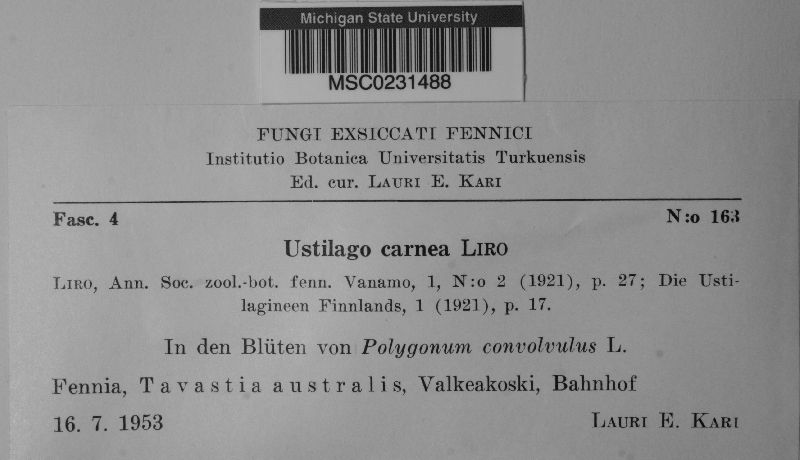 Michigan State University
MSC0231488
FUNGI EXSICCATI FENNICI
Institutio Botanica Universitatis Turkuensis
Ed. cur. LAURI E. KARI
Fasc. 4 N:o 163
Ustilago carnea LIRO
LIRO, Ann. Soc. zool.-bot. fenn. Vanamo, 1, N:o 2 (1921), p. 27; Die Usti-
lagineen Finnlands, 1 (1921), p. 17.
In den Blüten von Polygonum convolvulus L.
Fennia, Tavastia australis, Valkeakoski, Bahnhof
16. 7. 1953 LAURI E. KARI